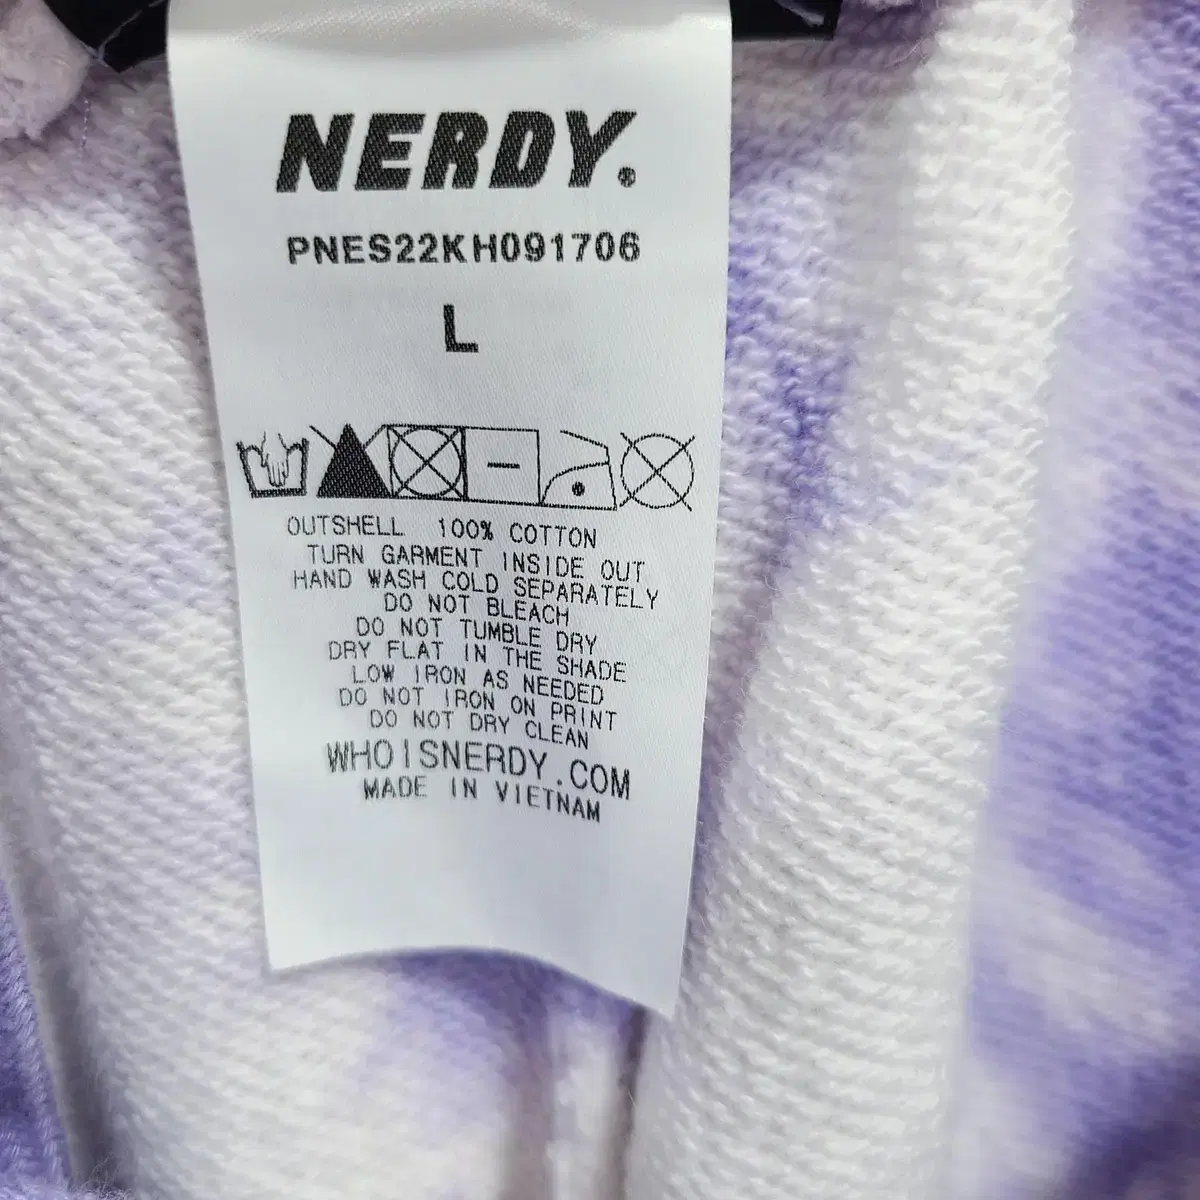 NERDY.
PNES22KH091706
L
OUTSHELL 100% COTTON
TURN GARMENT INSIDE OUT
HAND WASH COLD SEPARATELY
DO NOT BLEACH
DO NOT TUMBLE DRY
DRY FLAT IN THE SHADE
LOW IRON AS NEEDED
DO NOT IRON ON PRINT
DO NOT DRY CLEAN
WHOISNERDY.COM
MADE IN VIETNAM